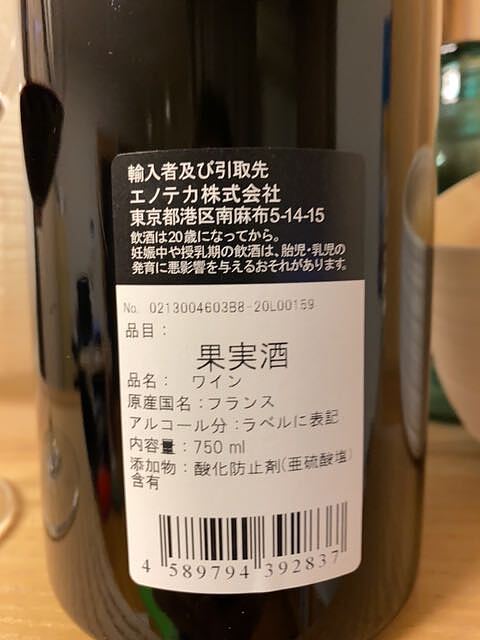 輸入者及び引取先
エノテカ株式会社
東京都港区南麻布5-14-15
飲酒は20歳になってから。
妊娠中や授乳期の飲酒は、胎児・乳児の
発育に悪影響を与えるおそれがあります。
No. 0213004603B8-20L00159
品目：
果実酒
品名： ワイン
原産国名：フランス
アルコール分：ラベルに表記
内容量：750 ml
添加物：酸化防止剤(亜硫酸塩)
含有
4 589794 392837